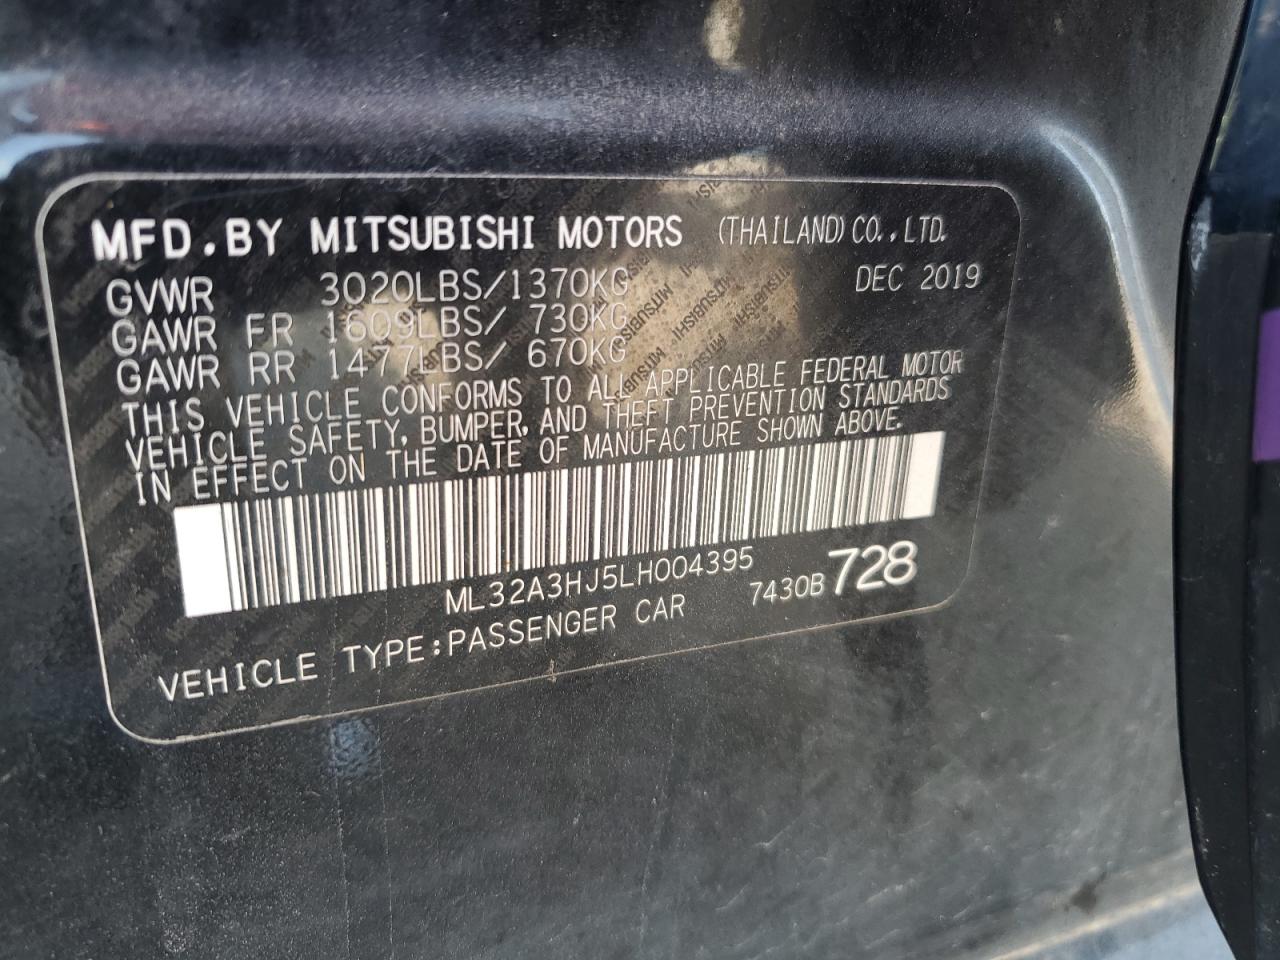 MFD.BY MITSUBISHI MOTORS (THAILAND) CO.,LTD.
GVWR 3020LBS/1370KG DEC 2019
GAWR FR 1609LBS/ 730KG
GAWR RR 1477LBS/ 670KG
THIS VEHICLE CONFORMS TO ALL APPLICABLE FEDERAL MOTOR
VEHICLE SAFETY, BUMPER, AND THEFT PREVENTION STANDARDS
IN EFFECT ON THE DATE OF MANUFACTURE SHOWN ABOVE.
ML32A3HJ5LH004395
VEHICLE TYPE:PASSENGER CAR 7430B 728